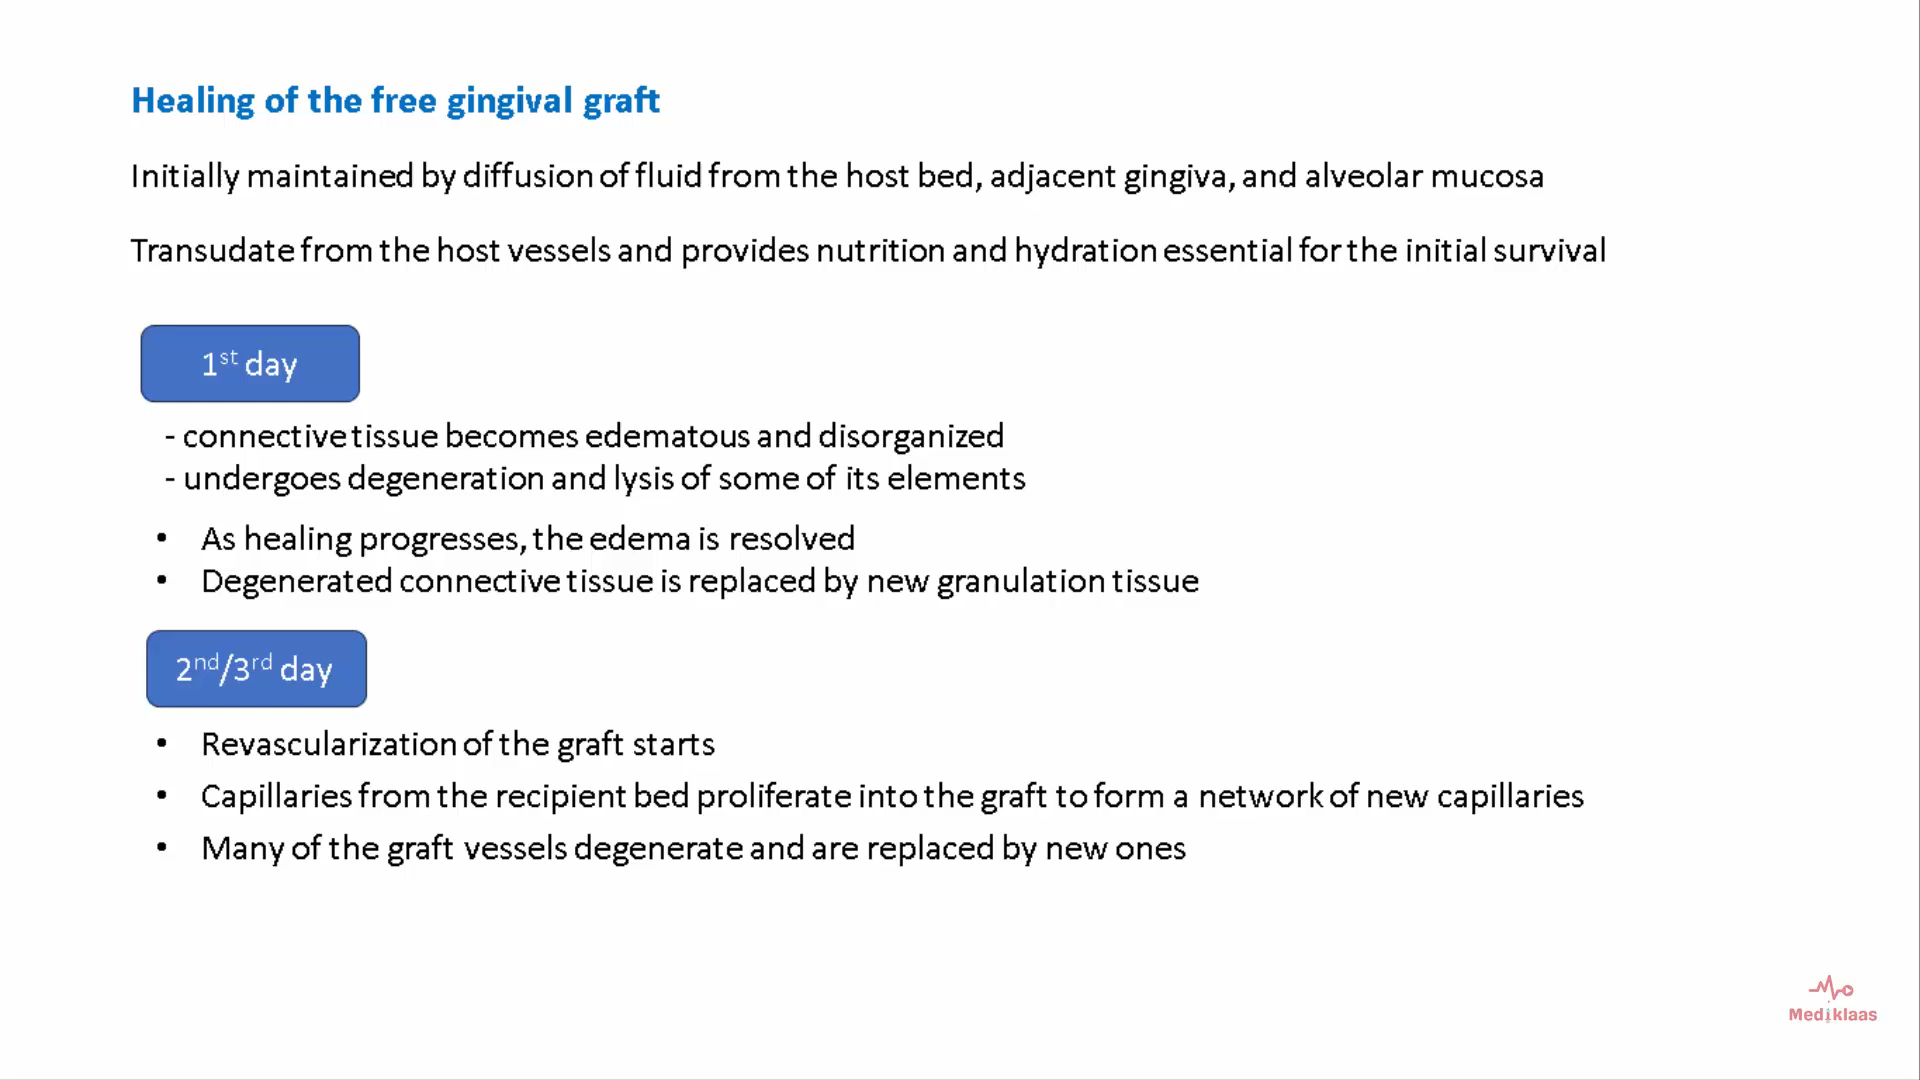 Healing of the free gingival graft
Initially maintained by diffusion of fluid from the host bed, adjacent gingiva, and alveolar mucosa
Transudate from the host vessels and provides nutrition and hydration essential for the initial survival
1st day
- connective tissue becomes edematous and disorganized
- undergoes degeneration and lysis of some of its elements
• As healing progresses, the edema is resolved
• Degenerated connective tissue is replaced by new granulation tissue
2nd/3rd day
• Revascularization of the graft starts
• Capillaries from the recipient bed proliferate into the graft to form a network of new capillaries
• Many of the graft vessels degenerate and are replaced by new ones
Mediklaas